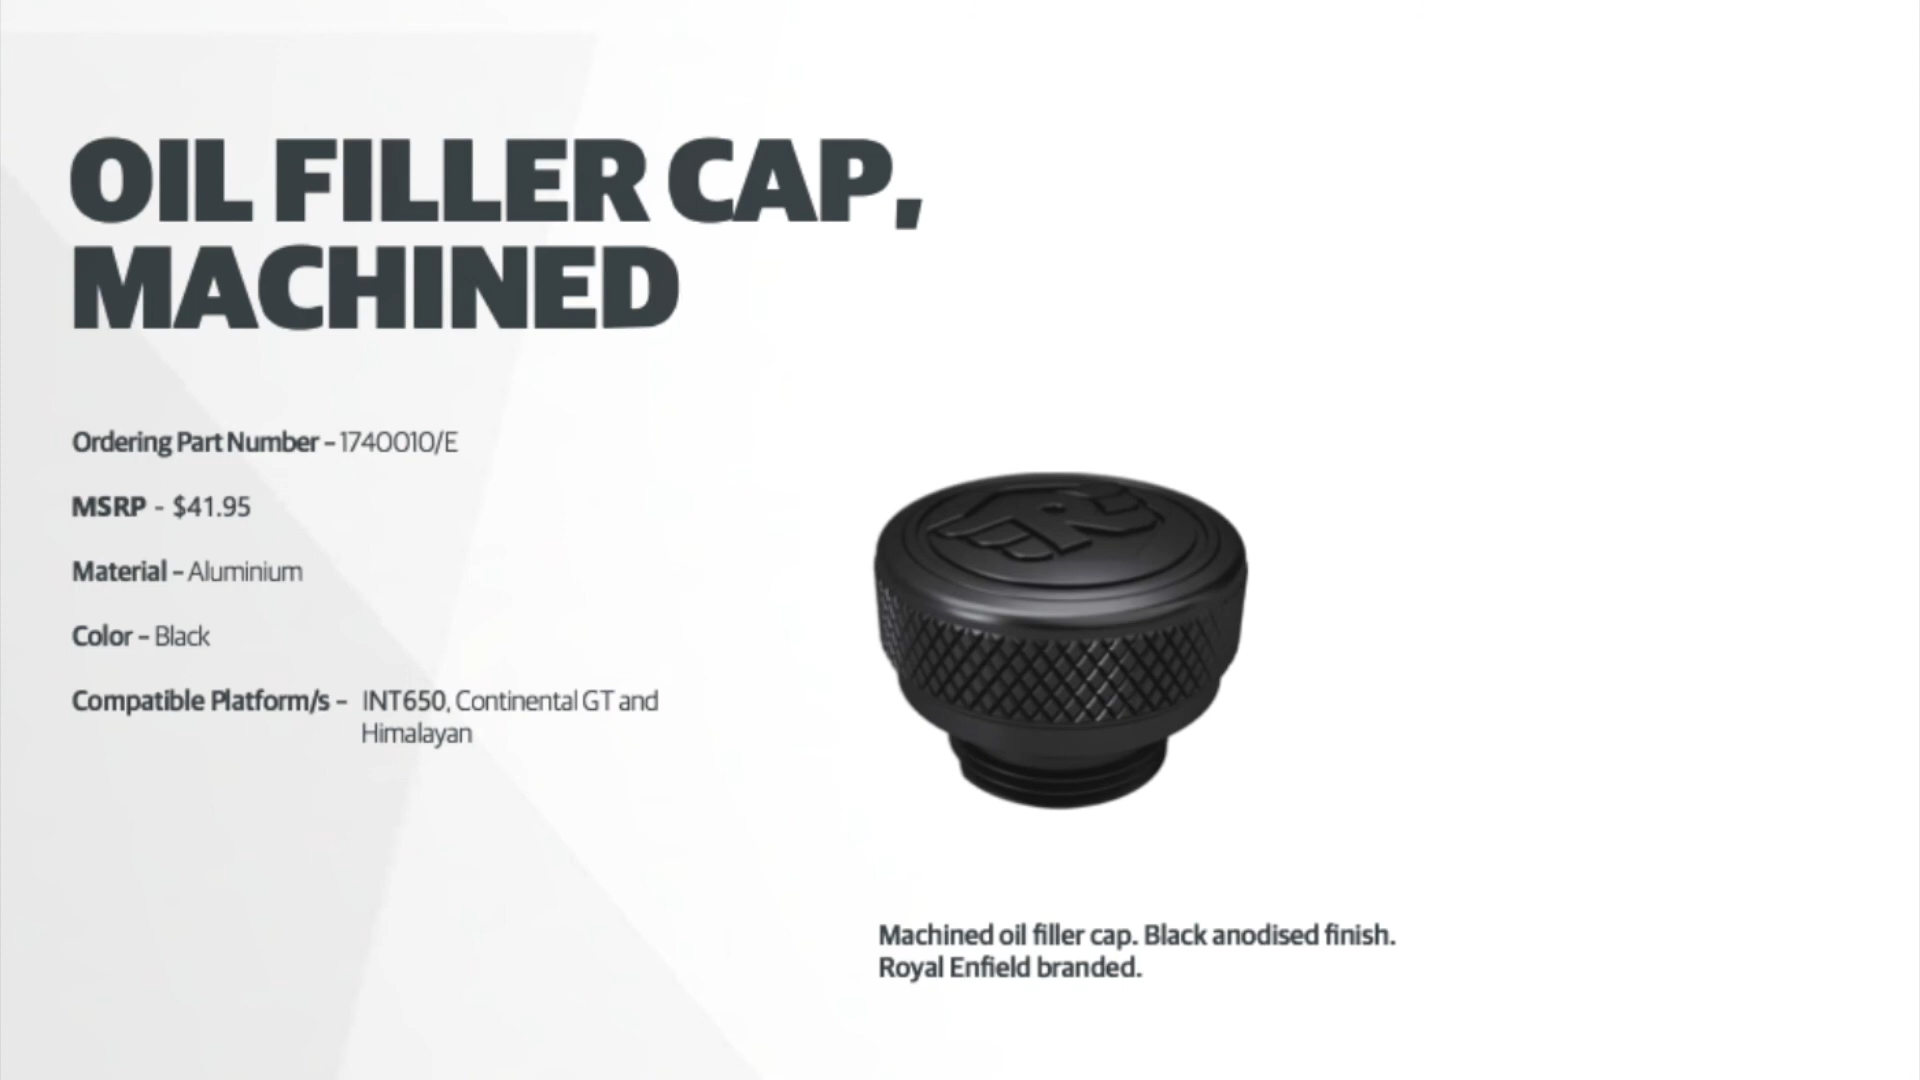 OIL FILLER CAP,
MACHINED
Ordering Part Number – 1740010/E
MSRP - $41.95
Material – Aluminium
Color – Black
Compatible Platform/s – INT650, Continental GT and
Himalayan
R
Machined oil filler cap. Black anodised finish.
Royal Enfield branded.